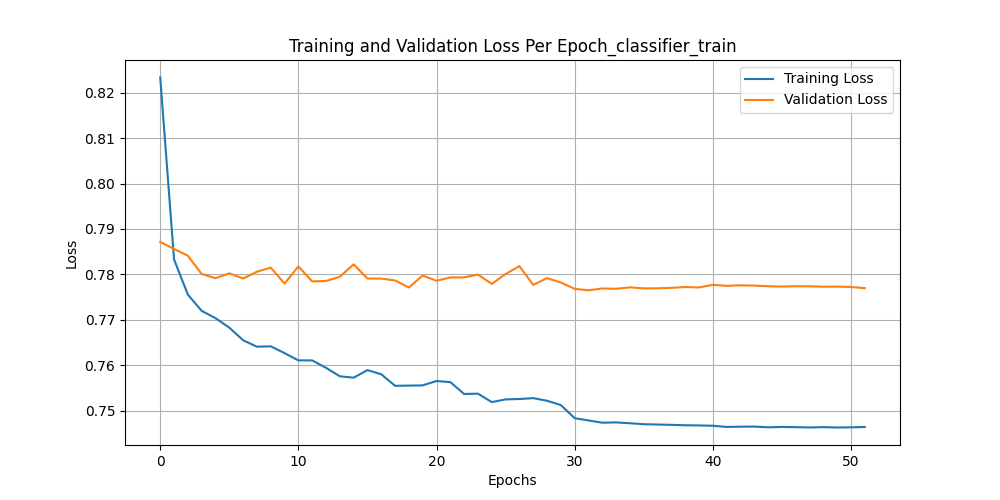 Training and Validation Loss Per Epoch_classifier_train
Training Loss
Validation Loss
0.82
0.81
0.80
0.79
0.78
0.77
0.76
0.75
Loss
0 10 20 30 40 50
Epochs